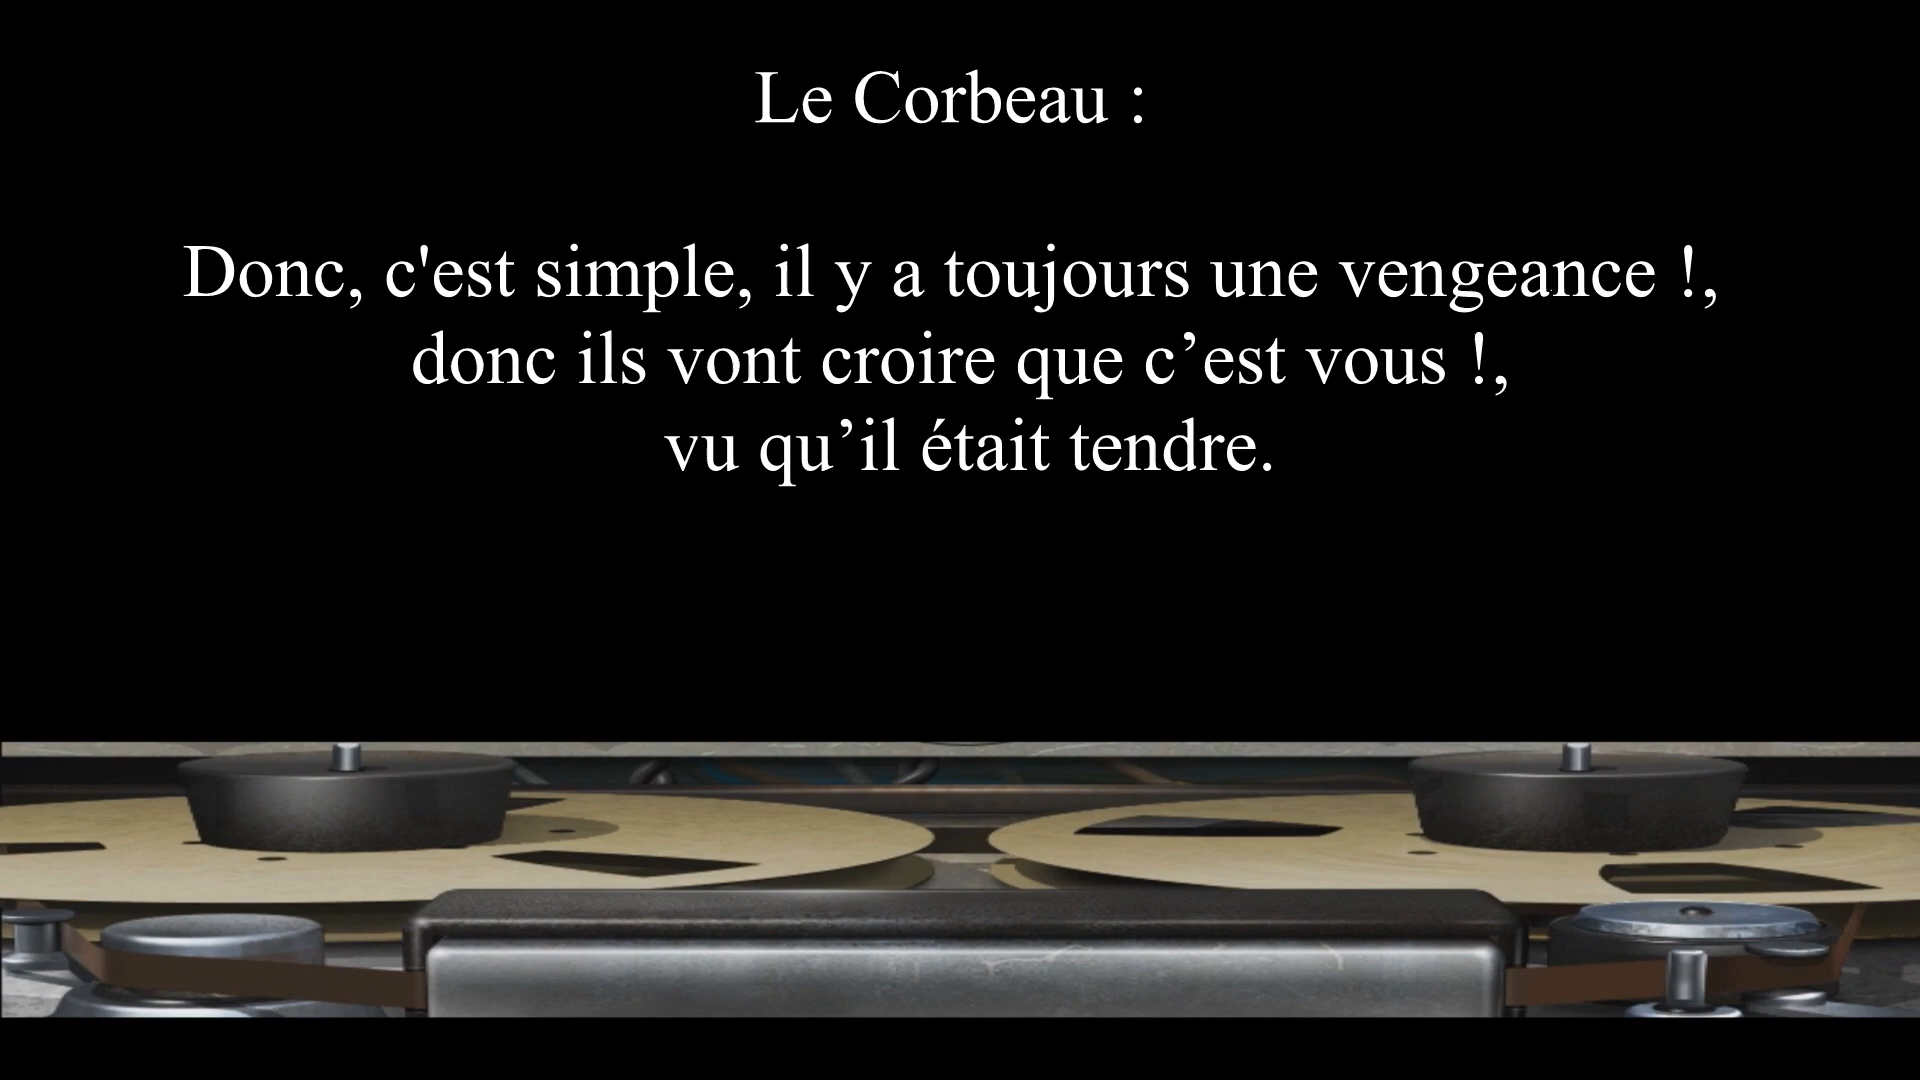 Le Corbeau :
Donc, c'est simple, il y a toujours une vengeance !,
donc ils vont croire que c’est vous !,
vu qu’il était tendre.